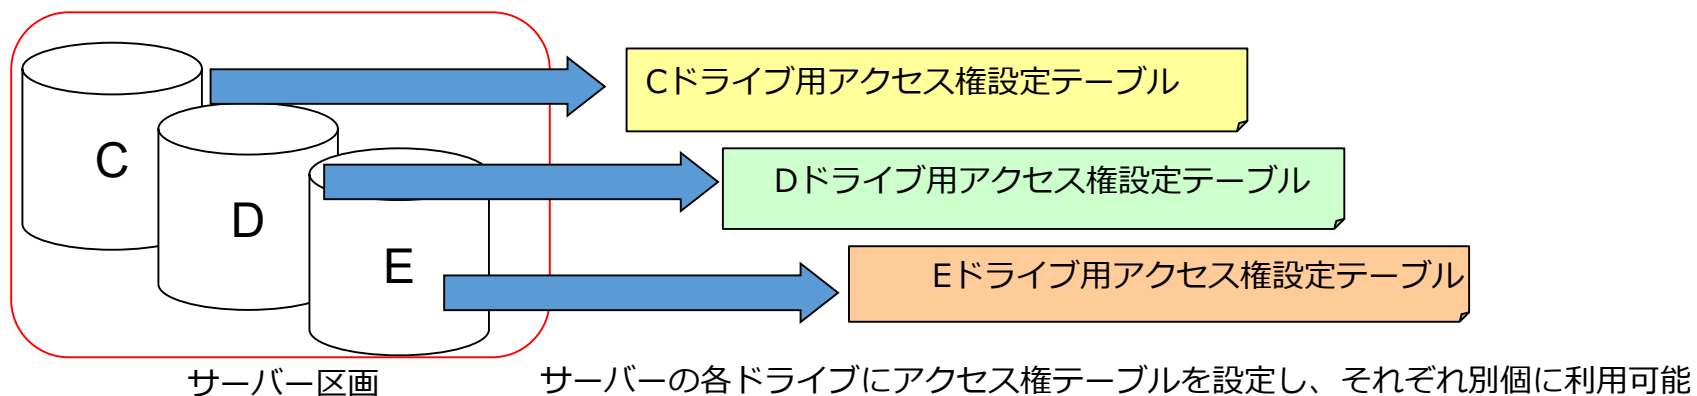 C
D
E
Cドライブ用アクセス権設定テーブル
Dドライブ用アクセス権設定テーブル
Eドライブ用アクセス権設定テーブル
サーバー区画
サーバーの各ドライブにアクセス権テーブルを設定し、それぞれ別個に利用可能